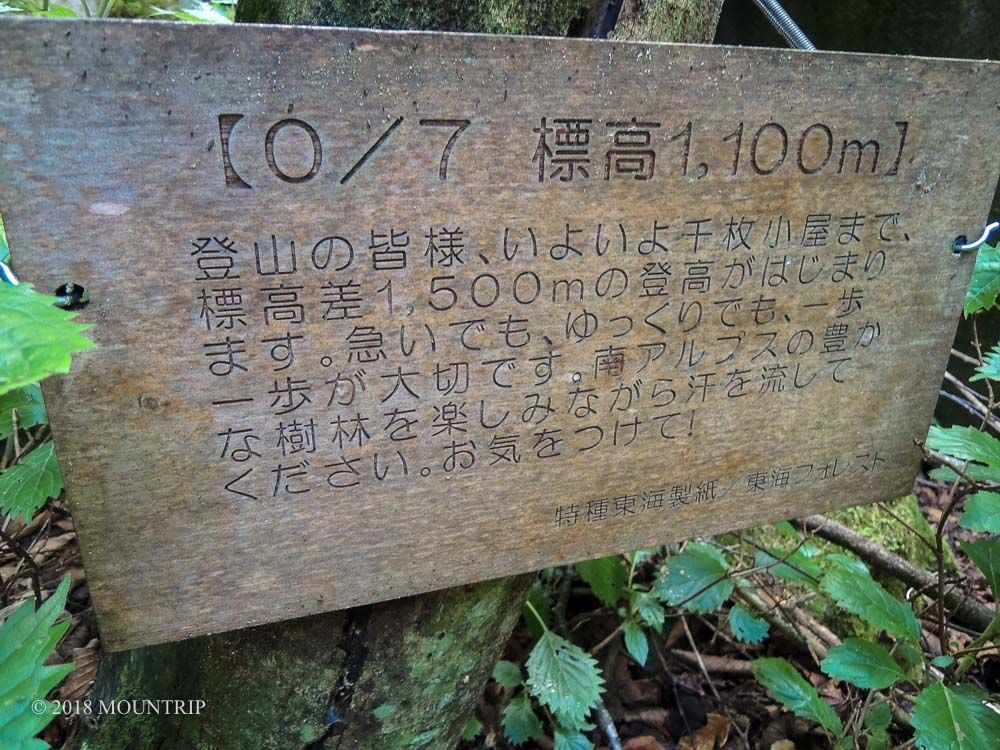 【0／7 標高1,100m】
登山の皆様、いよいよ千枚小屋まで、
標高差1,500mの登高がはじまり
ます。急いでも、ゆっくりでも、一歩
一歩が大切です。南アルプスの豊か
な樹林を楽しみながら汗を流して
ください。お気をつけて！
特種東海製紙／東海フォレスト
© 2018 MOUNTRIP